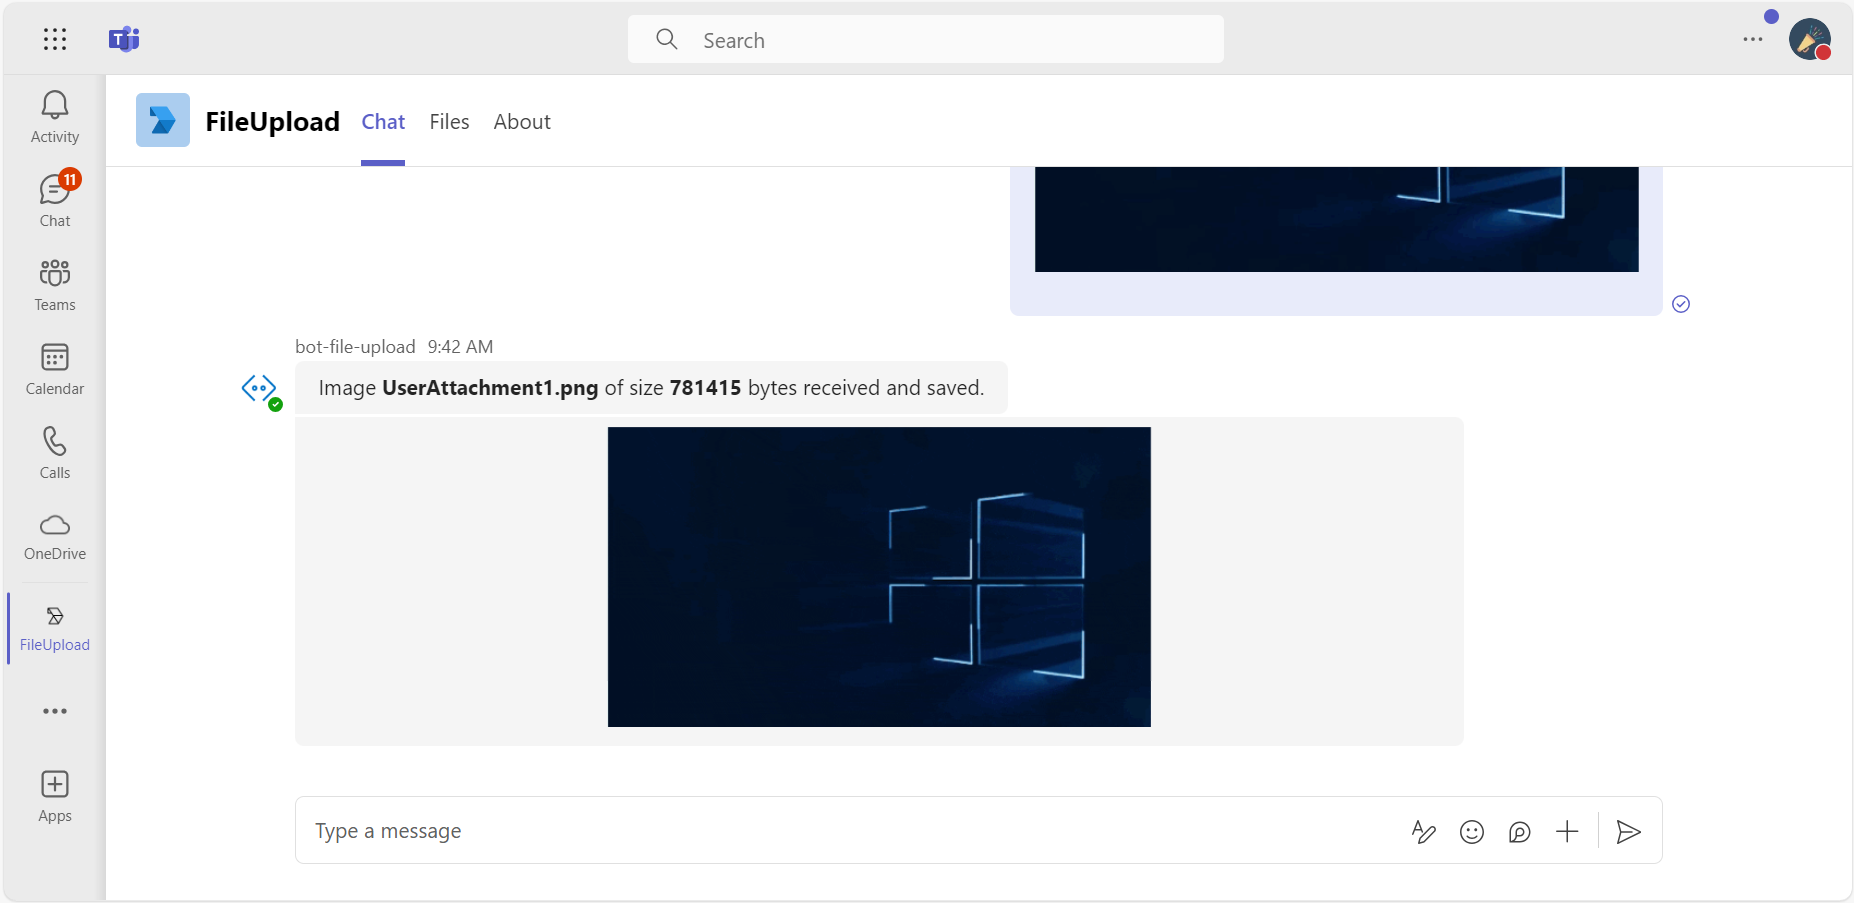 T
Search
Activity
11
Chat
Teams
Calendar
Calls
OneDrive
FileUpload
Apps
FileUpload Chat Files About
bot-file-upload 9:42 AM
Image UserAttachment1.png of size 781415 bytes received and saved.
Type a message